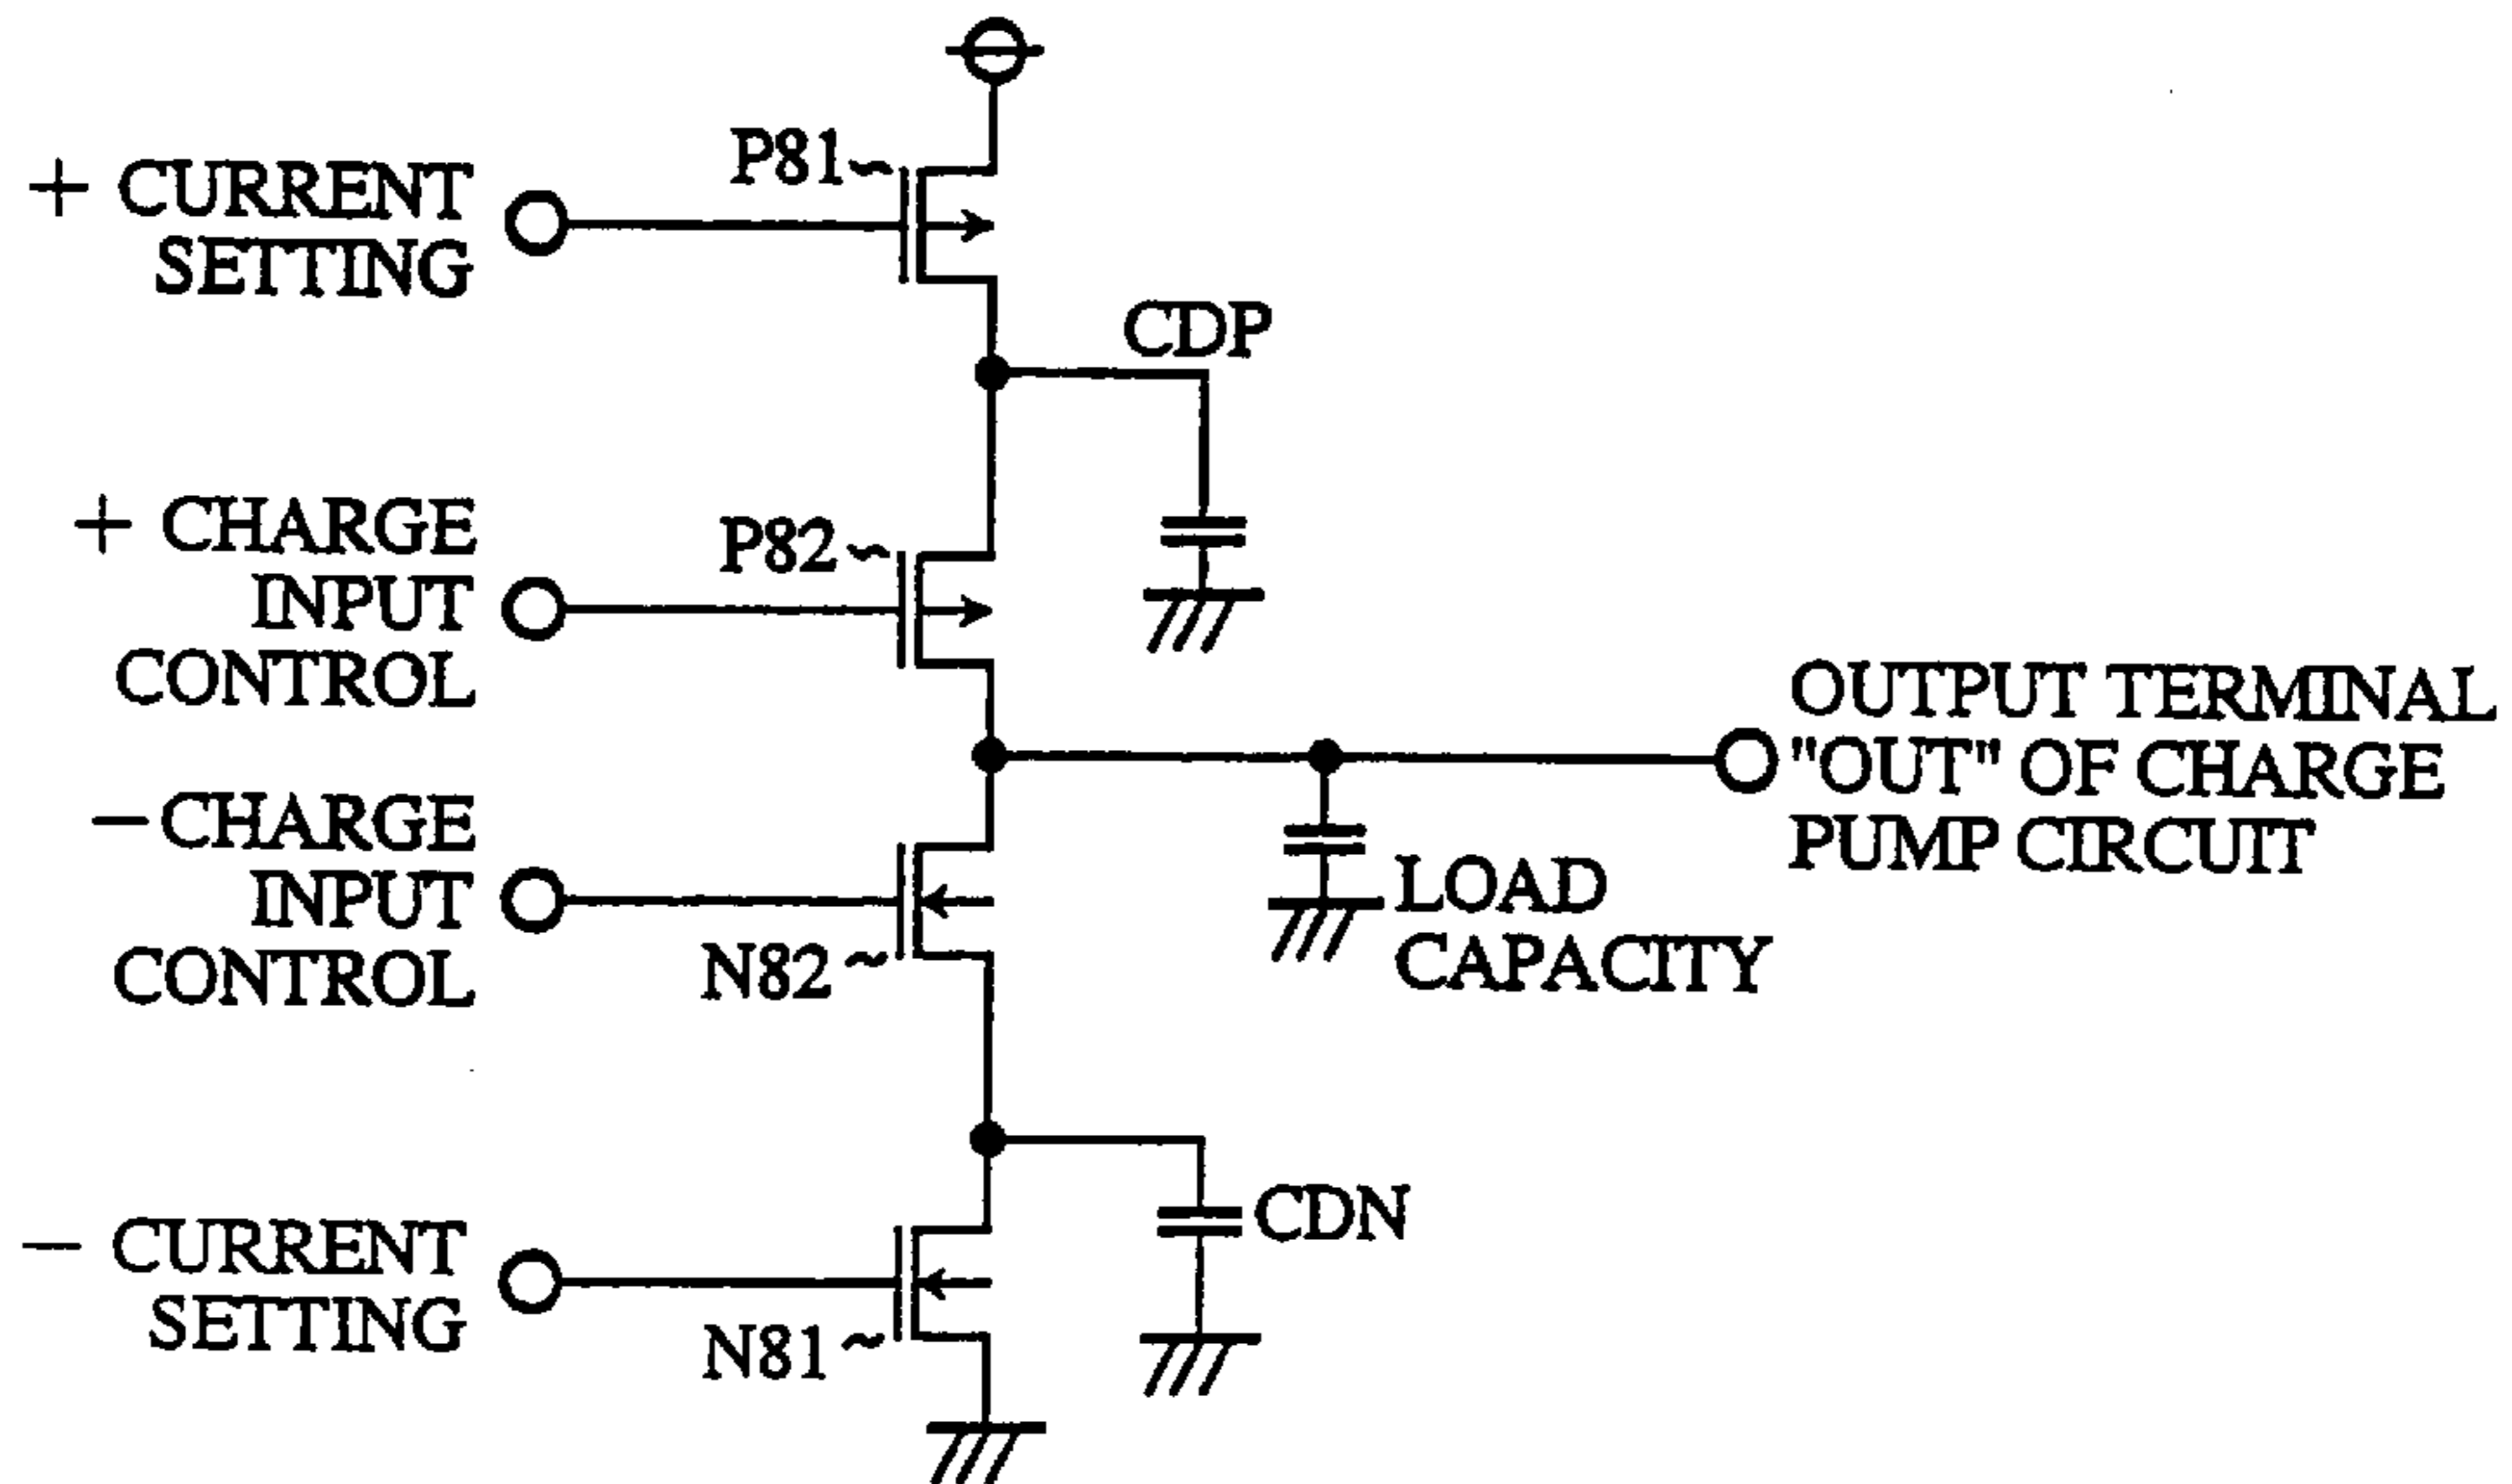 P81~
+ CURRENT
SETTING
CDP
+ CHARGE
INPUT
CONTROL
P82~
OUTPUT TERMINAL
"OUT" OF CHARGE
PUMP CIRCUIT
−CHARGE
INPUT
CONTROL
N82~
LOAD
CAPACITY
CDN
− CURRENT
SETTING
N81~